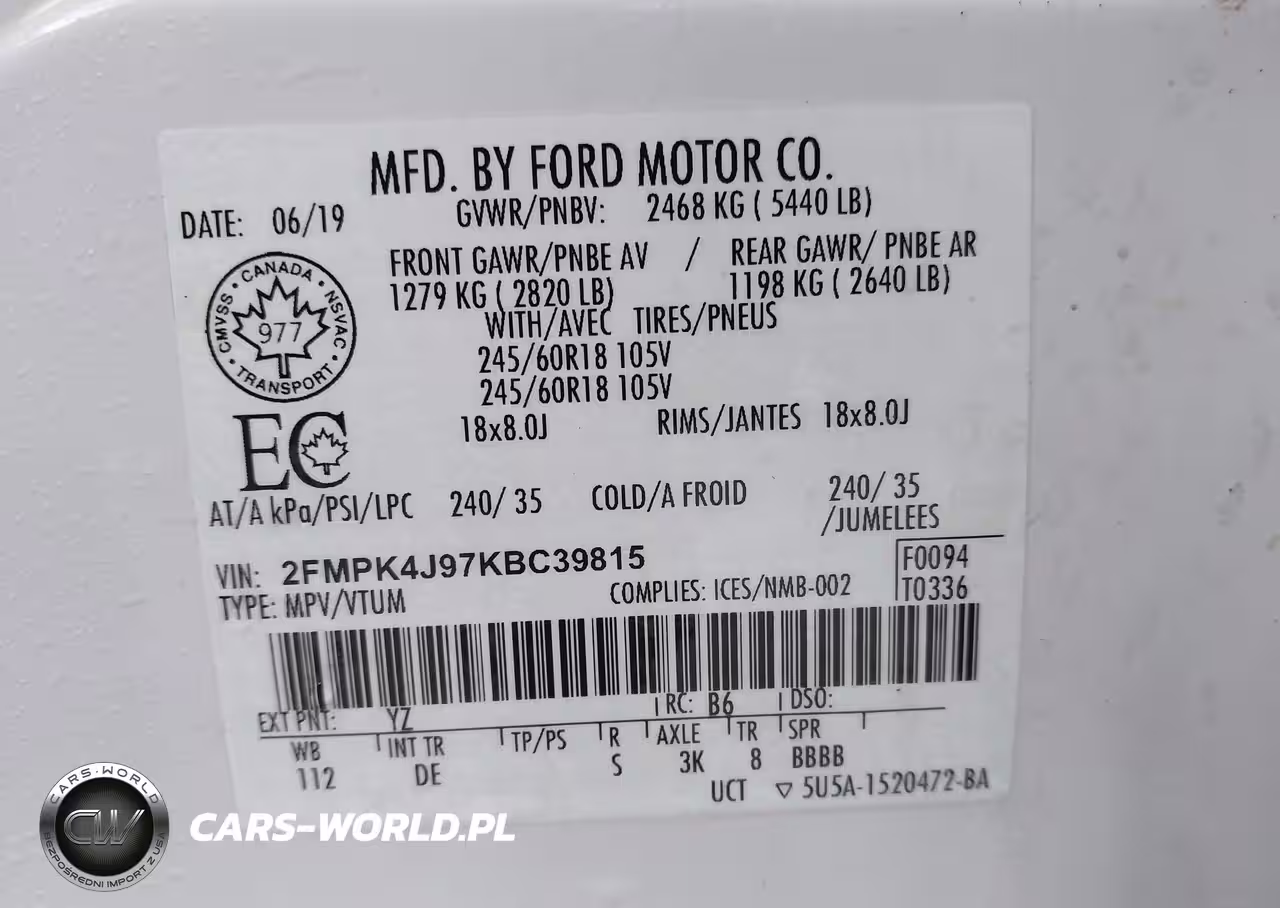 MFD. BY FORD MOTOR CO.
DATE: 06/19
GVWR/PNBV: 2468 KG ( 5440 LB)
FRONT GAWR/PNBE AV / REAR GAWR/ PNBE AR
1279 KG ( 2820 LB) 1198 KG ( 2640 LB)
WITH/AVEC TIRES/PNEUS
245/60R18 105V
245/60R18 105V
18x8.0J RIMS/JANTES 18x8.0J
CANADA
CMVSS 977 NSVAC
TRANSPORT
EC
AT/A kPa/PSI/LPC 240/ 35 COLD/A FROID 240/ 35
/JUMELEES
VIN: 2FMPK4J97KBC39815
F0094
TYPE: MPV/VTUM COMPLIES: ICES/NMB-002 T0336
EXT PNT: YZ RC: B6 DSO:
WB INT TR TP/PS R AXLE TR SPR
112 DE S 3K 8 BBBB
UCT ▽ 5U5A-1520472-BA
CARS-WORLD
CW
BEZPOŚREDNI IMPORT Z USA
CARS-WORLD.PL